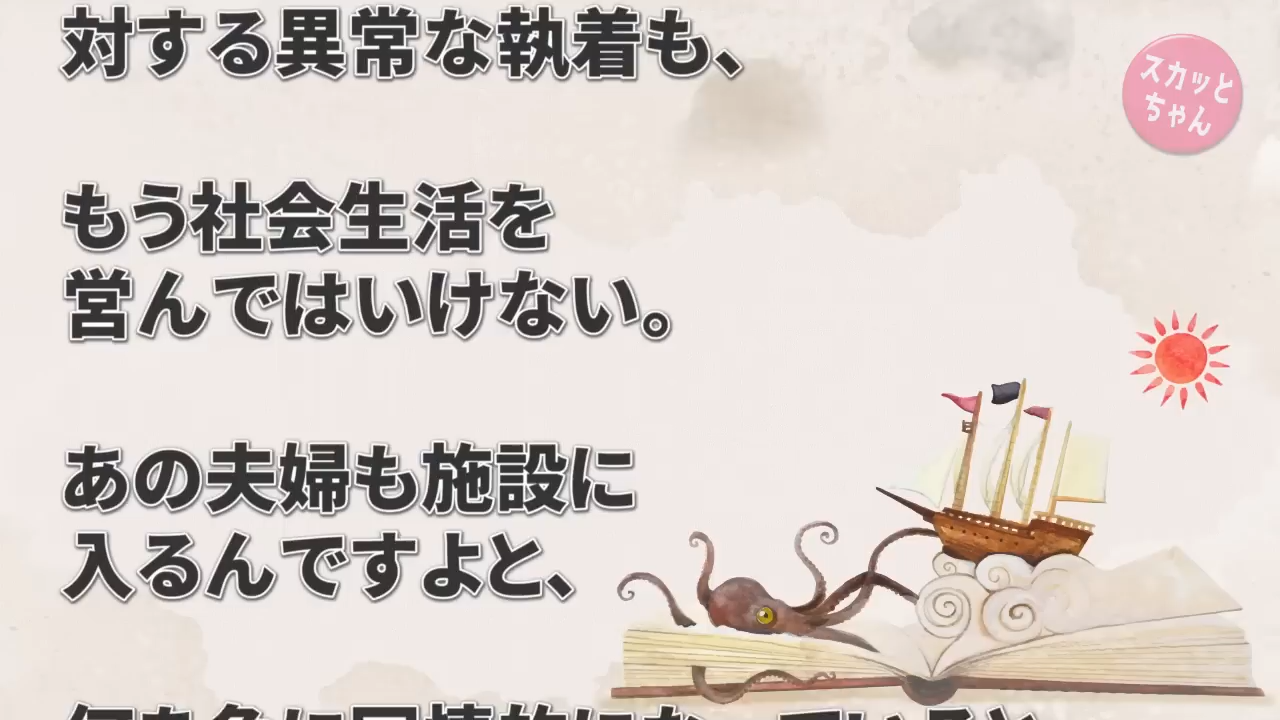 対する異常な執着も、
スカッと
ちゃん
もう社会生活を
営んではいけない。
あの夫婦も施設に
入るんですよと、